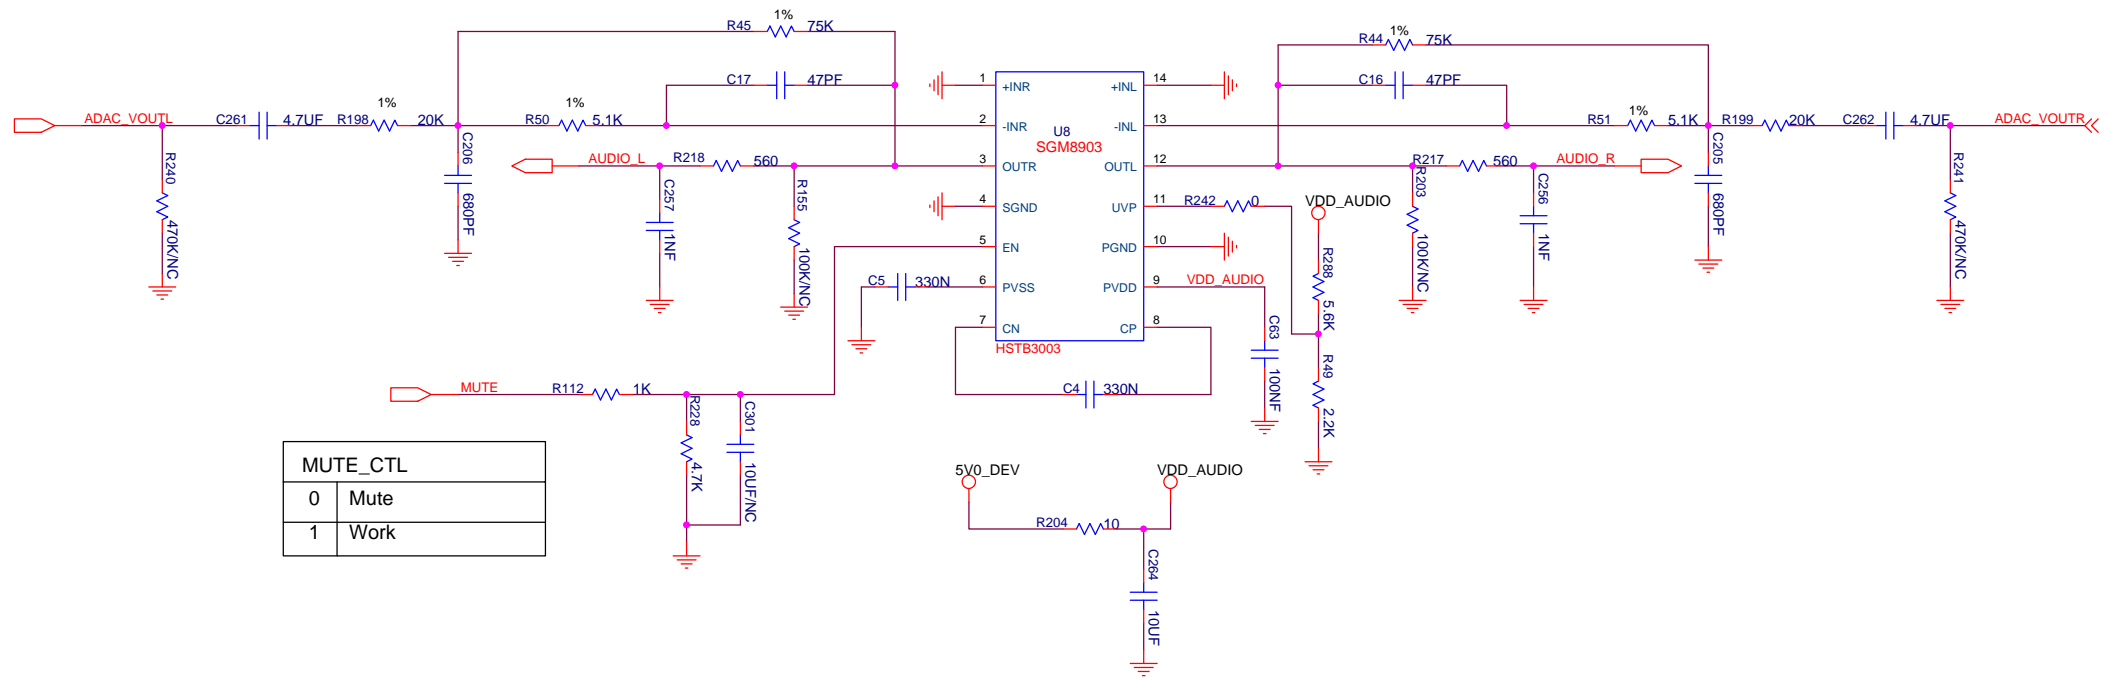 1%
R45 75K
1%
R44 75K
C17 47PF
C16 47PF
1 +INR
14 +INL
ADAC_VOUTL
C261 4.7UF
R198 1% 20K
R50 1% 5.1K
2 -INR
13 -INL
R51 1% 5.1K
R199 20K
C262 4.7UF
ADAC_VOUTR
U8
SGM8903
AUDIO_L
R218 560
3 OUTR
12 OUTL
R217 560
AUDIO_R
R240 470K/NC
C206 680PF
C257 1NF
R155 100K/NC
4 SGND
11 UVP
R242 0
VDD_AUDIO
R203 100K/NC
C256 1NF
C205 680PF
R241 470K/NC
5 EN
10 PGND
R288 5.6K
C5 330N
6 PVSS
9 PVDD
VDD_AUDIO
7 CN
8 CP
HSTB3003
C63 100NF
R49 2.2K
MUTE
R112 1K
C4 330N
R228 4.7K
C301 10UF/NC
MUTE_CTL
0 Mute
1 Work
5V0_DEV
VDD_AUDIO
R204 10
C264 10UF